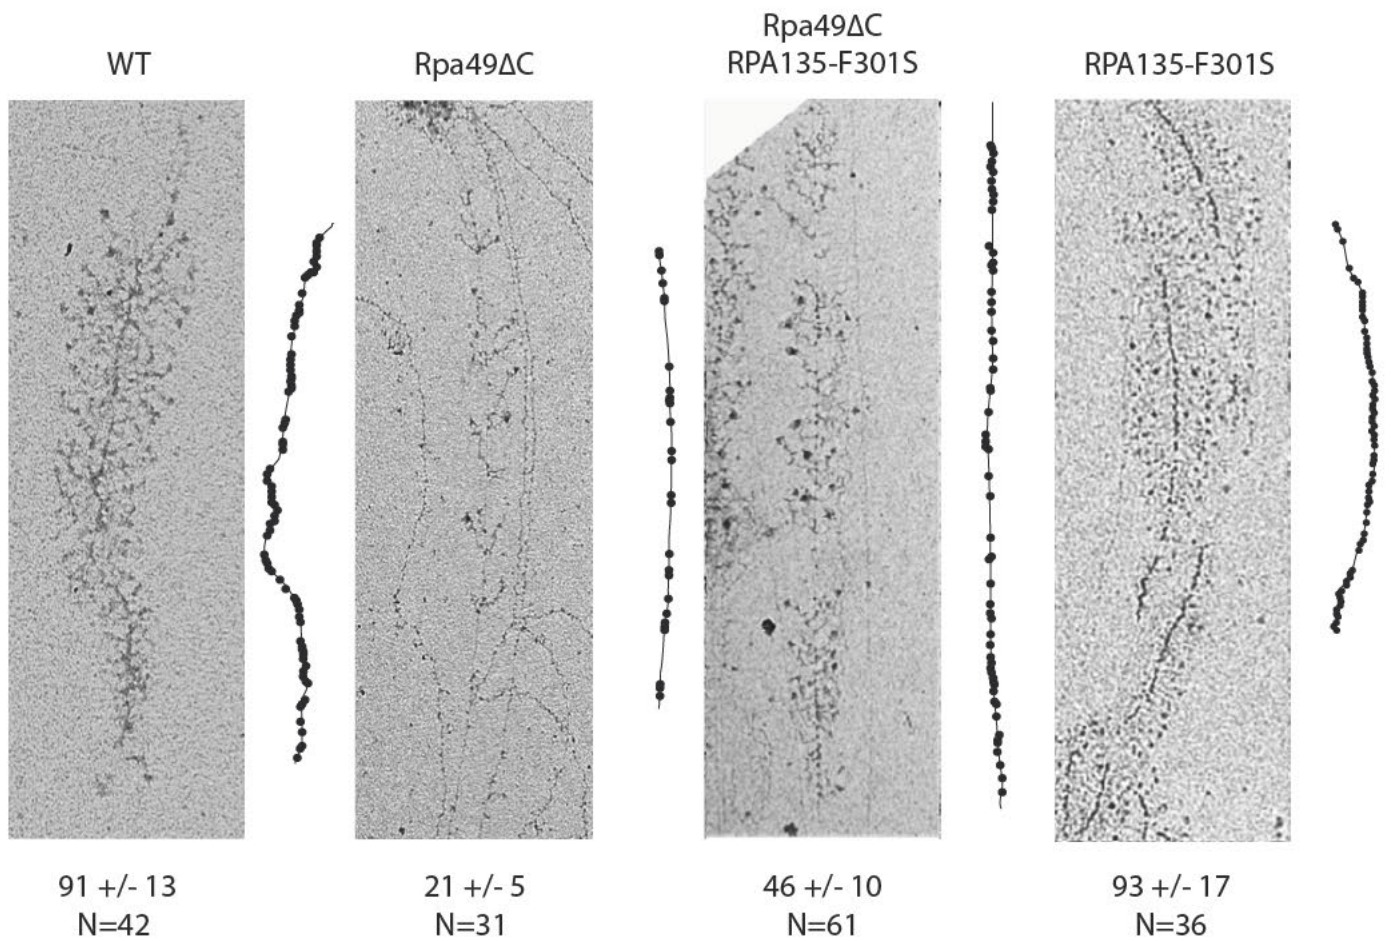 WT
Rpa49ΔC
Rpa49ΔC
RPA135-F301S
RPA135-F301S
91 +/- 13
N=42
21 +/- 5
N=31
46 +/- 10
N=61
93 +/- 17
N=36